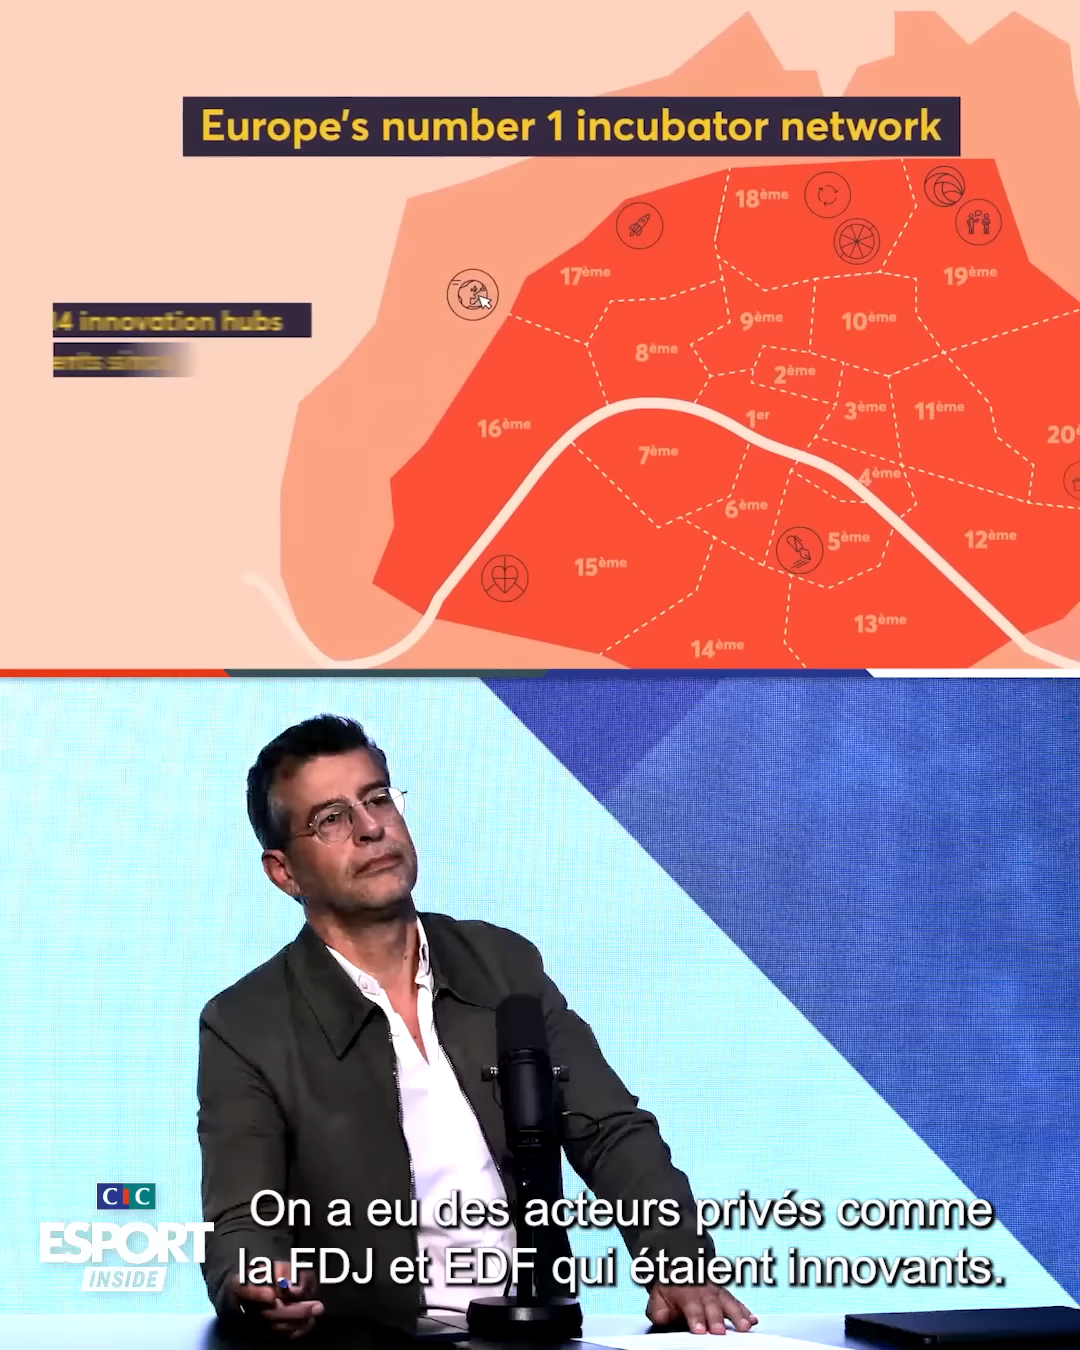 Europe's number 1 incubator network
18ème
17ème
19ème
14 innovation hubs
9ème
10ème
8ème
2ème
3ème
11ème
1er
16ème
20
7ème
4ème
6ème
5ème
12ème
15ème
13ème
14ème
CIC
ESPORT
INSIDE
On a eu des acteurs privés comme
la FDJ et EDF qui étaient innovants.